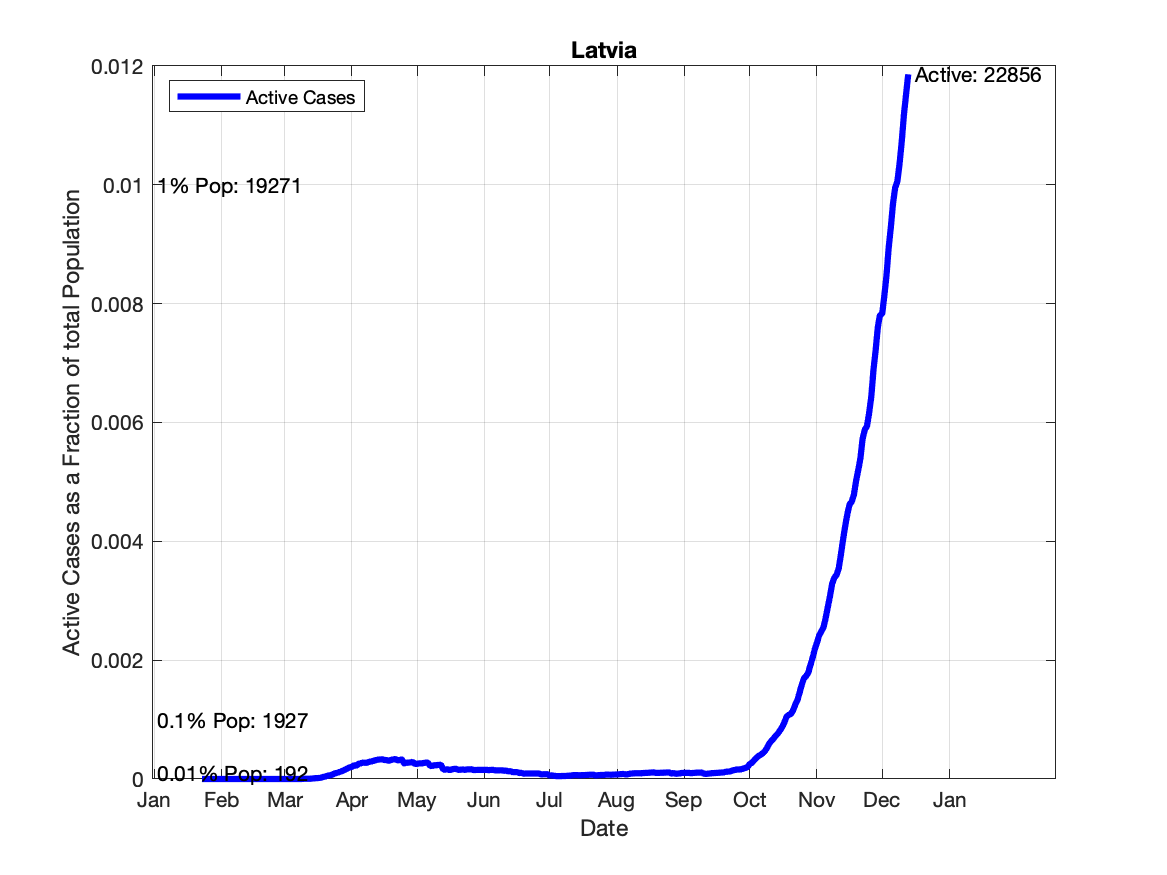 Latvia
0.012
Active: 22856
Active Cases
0.01
1% Pop: 19271
0.008
0.006
0.004
0.002
0.1% Pop: 1927
0.01% Pop: 192
0
Jan Feb Mar Apr May Jun Jul Aug Sep Oct Nov Dec Jan
Date
Active Cases as a Fraction of total Population